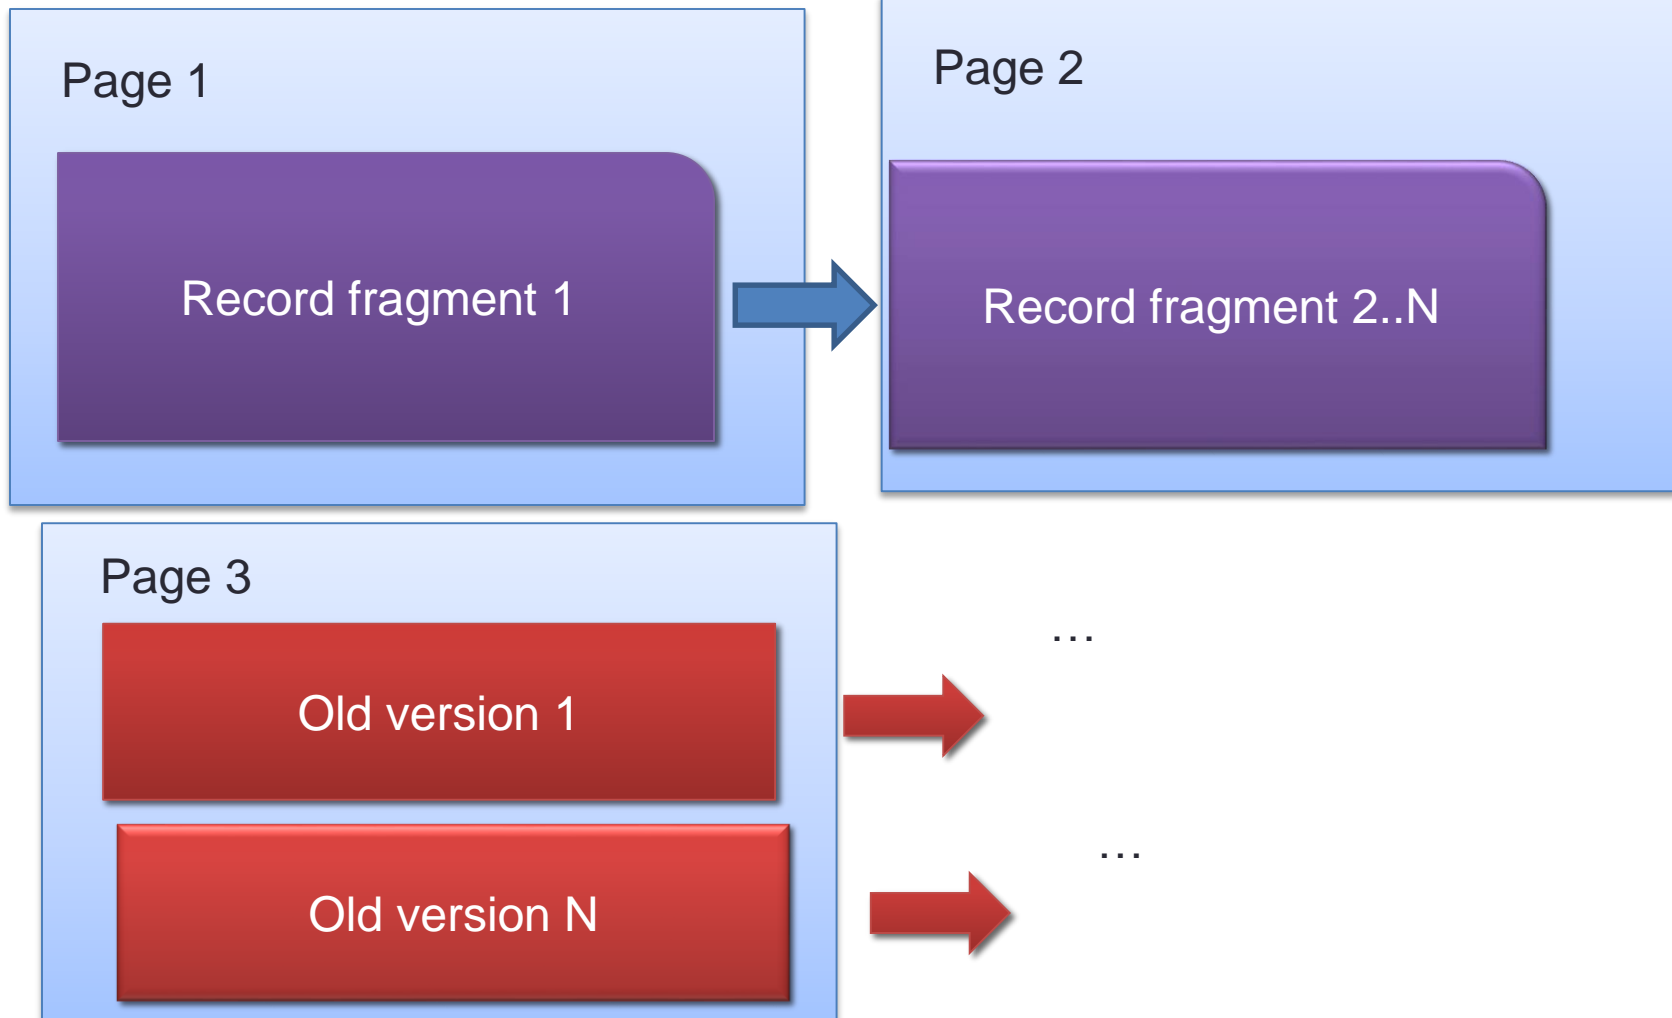 Page 1
Page 2
Record fragment 1
Record fragment 2..N
Page 3
...
Old version 1
...
Old version N